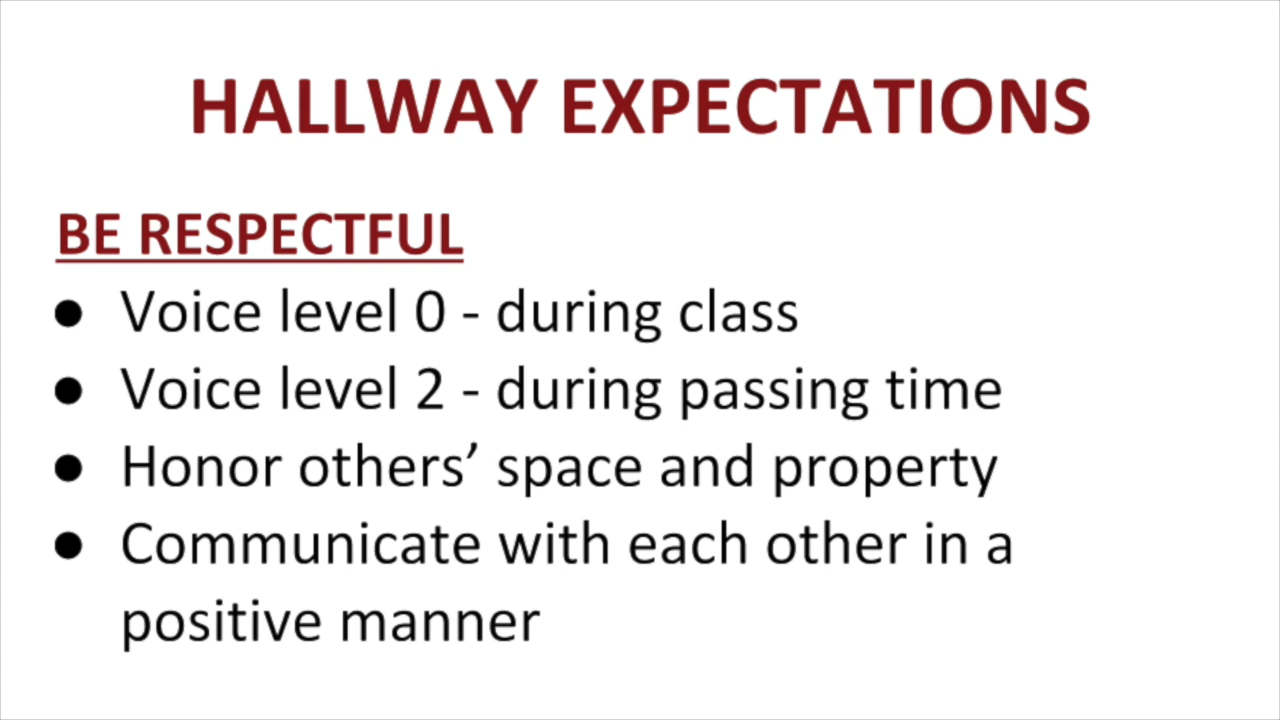 HALLWAY EXPECTATIONS
BE RESPECTFUL
● Voice level 0 - during class
● Voice level 2 - during passing time
● Honor others’ space and property
● Communicate with each other in a
positive manner